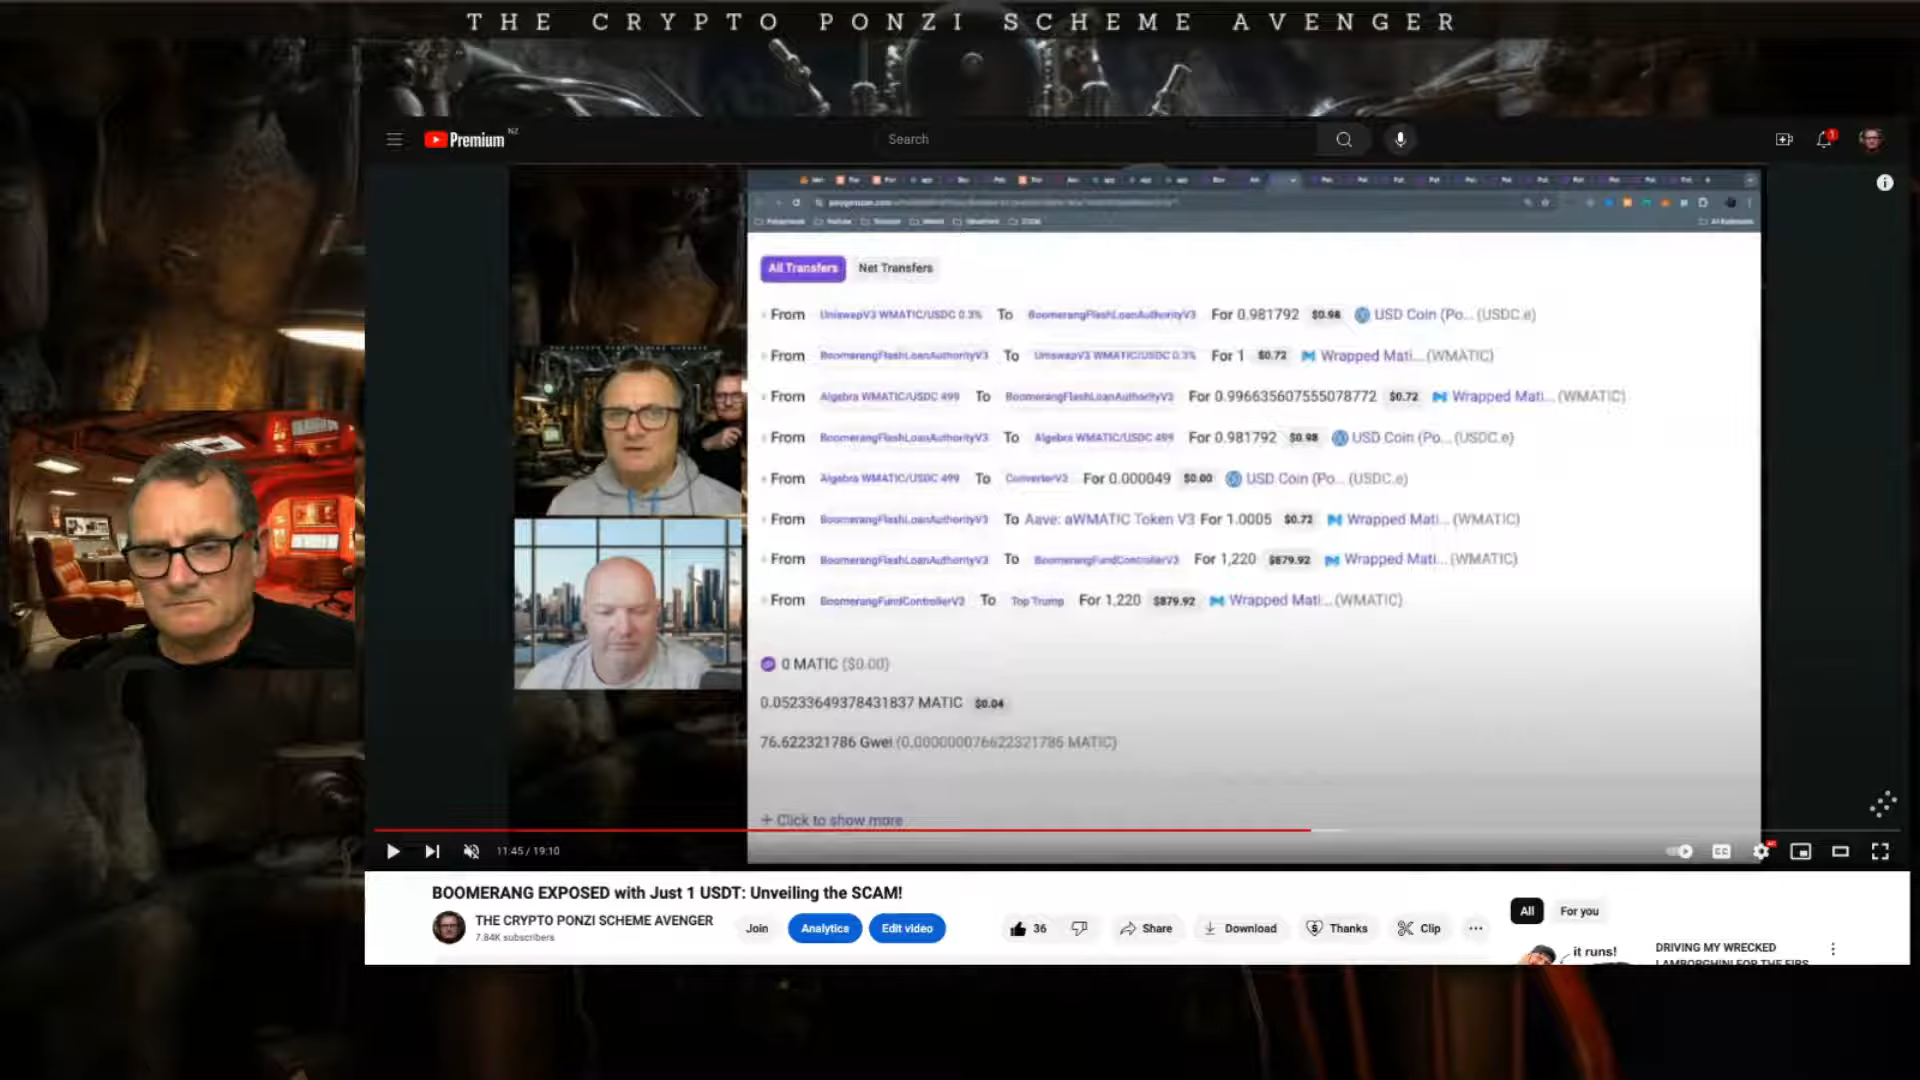 THE CRYPTO PONZI SCHEME AVENGER
Premium NZ
Search
1
All Transfers Net Transfers
From UniswapV3 WMATIC/USDC 0.3% To BoomerangFlashLoanAuthorityV3 For 0.981792 $0.98 USD Coin (Po... (USDC.e)
From BoomerangFlashLoanAuthorityV3 To UniswapV3 WMATIC/USDC 0.3% For 1 $0.72 Wrapped Mati... (WMATIC)
From Algebra WMATIC/USDC 499 To BoomerangFlashLoanAuthorityV3 For 0.996635607555078772 $0.72 Wrapped Mati... (WMATIC)
From BoomerangFlashLoanAuthorityV3 To Algebra WMATIC/USDC 499 For 0.981792 $0.98 USD Coin (Po... (USDC.e)
From Algebra WMATIC/USDC 499 To ConverterV3 For 0.000049 $0.00 USD Coin (Po... (USDC.e)
From BoomerangFlashLoanAuthorityV3 To Aave: aWMATIC Token V3 For 1.0005 $0.72 Wrapped Mati... (WMATIC)
From BoomerangFlashLoanAuthorityV3 To BoomerangFundControllerV3 For 1,220 $879.92 Wrapped Mati... (WMATIC)
From BoomerangFundControllerV2 To Top Trump For 1,220 $879.92 Wrapped Mati... (WMATIC)
0 MATIC ($0.00)
0.05233649378431837 MATIC $0.04
76.622321786 Gwei (0.000000076622321786 MATIC)
+ Click to show more
11:45 / 19:10
CC
BOOMERANG EXPOSED with Just 1 USDT: Unveiling the SCAM!
THE CRYPTO PONZI SCHEME AVENGER
7.84K subscribers
Join Analytics Edit video 36 Share Download Thanks Clip
All For you
it runs!
DRIVING MY WRECKED
LAMBORGHINI FOR THE FIRS